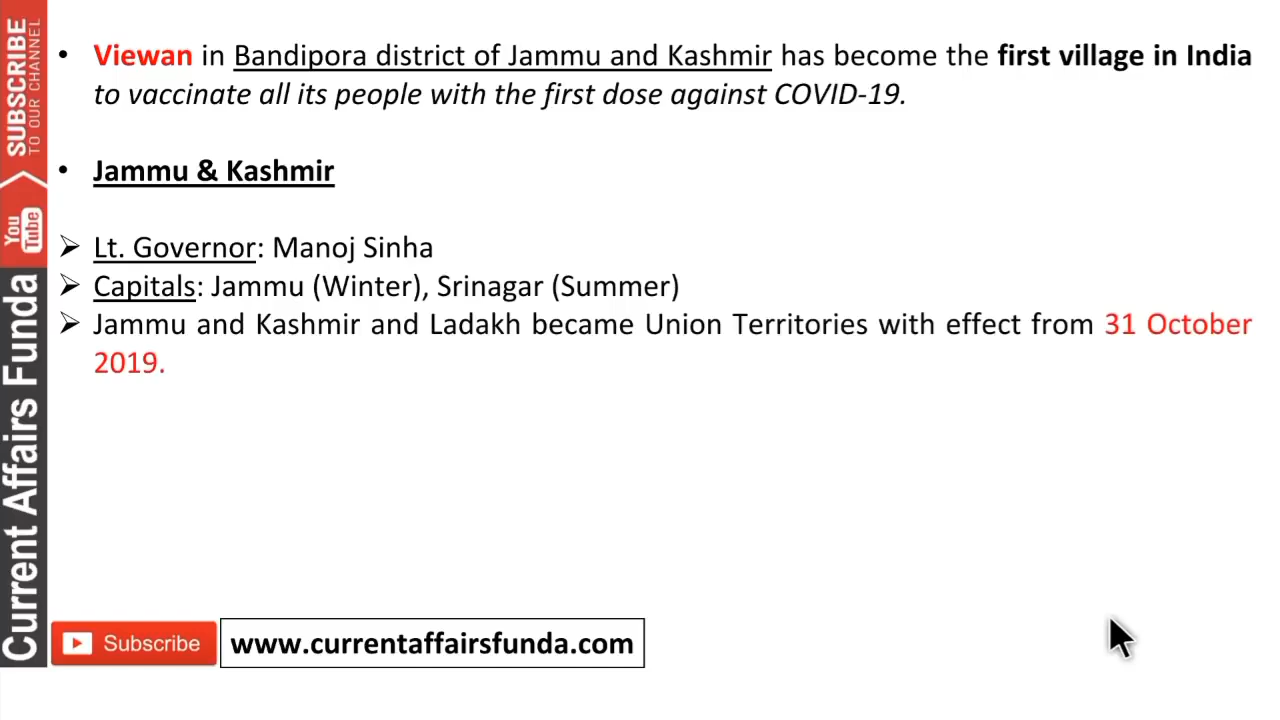 • Viewan in Bandipora district of Jammu and Kashmir has become the first village in India
to vaccinate all its people with the first dose against COVID-19.
• Jammu & Kashmir
➢ Lt. Governor: Manoj Sinha
➢ Capitals: Jammu (Winter), Srinagar (Summer)
➢ Jammu and Kashmir and Ladakh became Union Territories with effect from 31 October
2019.
SUBSCRIBE
TO OUR CHANNEL
You
Tube
Current Affairs Funda
Subscribe
www.currentaffairsfunda.com